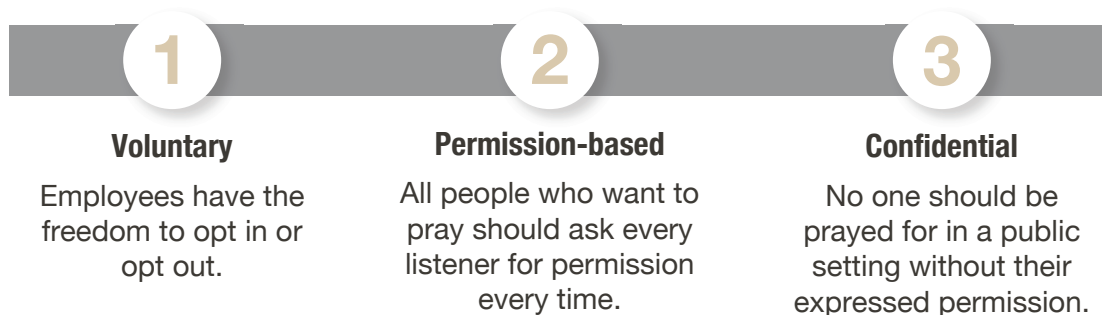 1
Voluntary
Employees have the
freedom to opt in or
opt out.
2
Permission-based
All people who want to
pray should ask every
listener for permission
every time.
3
Confidential
No one should be
prayed for in a public
setting without their
expressed permission.